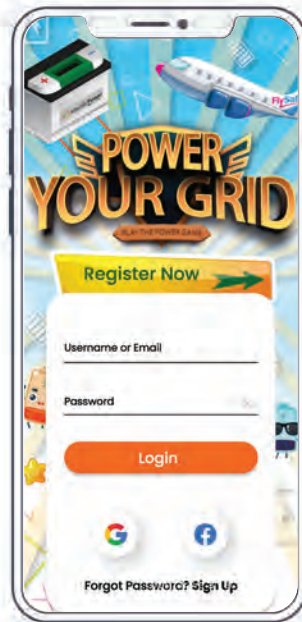 POWER
YOUR GRID
PLAY THE POWER GAME
Register Now
Username or Email
Password
Login
Forgot Password? Sign Up